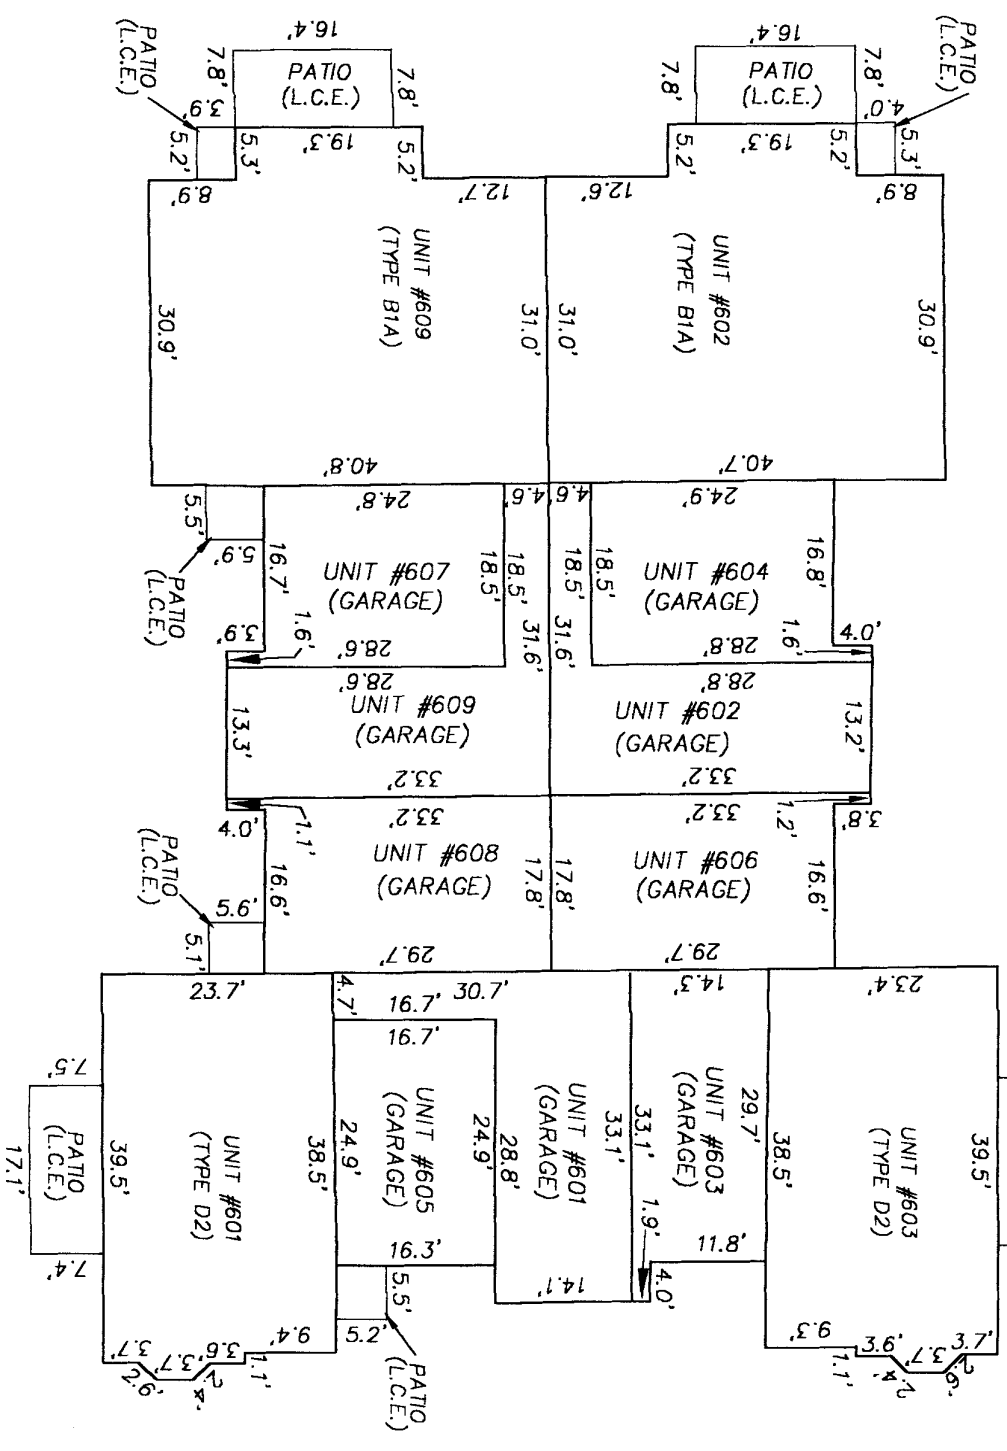 PATIO
(L.C.E.)
16.4'
7.8'
PATIO
(L.C.E.)
7.8'
3.9'
5.2'
5.3'
19.3'
5.2'
8.9'
12.7'
16.4'
7.8'
PATIO
(L.C.E.)
7.8'
PATIO
(L.C.E.)
4.0'
5.3'
5.2'
19.3'
5.2'
12.6'
8.9'
UNIT #609
(TYPE B1A)
30.9'
31.0'
40.8'
UNIT #602
(TYPE B1A)
31.0'
30.9'
40.7'
5.5'
5.9'
PATIO
(L.C.E.)
24.8'
4.6'
4.6'
24.9'
16.7'
UNIT #607
(GARAGE)
18.5'
18.5'
31.6'
31.6'
18.5'
18.5'
UNIT #604
(GARAGE)
16.8'
3.9'
1.6'
28.6'
28.6'
28.8'
28.8'
1.6'
4.0'
13.3'
UNIT #609
(GARAGE)
33.2'
UNIT #602
(GARAGE)
33.2'
13.2'
4.0'
1.1'
33.2'
33.2'
1.2'
3.8'
UNIT #608
(GARAGE)
16.6'
17.8'
29.7'
UNIT #606
(GARAGE)
17.8'
16.6'
29.7'
PATIO
(L.C.E.)
5.6'
5.1'
23.7'
4.7'
30.7'
16.7'
16.7'
14.3'
23.4'
7.5'
PATIO
(L.C.E.)
17.1'
7.4'
39.5'
UNIT #601
(TYPE D2)
38.5'
24.9'
UNIT #605
(GARAGE)
24.9'
16.3'
28.8'
UNIT #601
(GARAGE)
33.1'
14.1'
33.1'
UNIT #603
(GARAGE)
29.7'
1.9'
11.8'
4.0'
38.5'
UNIT #603
(TYPE D2)
39.5'
5.5'
5.2'
PATIO
(L.C.E.)
3.7'
2.6'
3.7'
2.4'
3.6'
1.1'
9.4'
9.3'
1.1'
3.9'
2.4'
3.7'
2.6'
3.7'